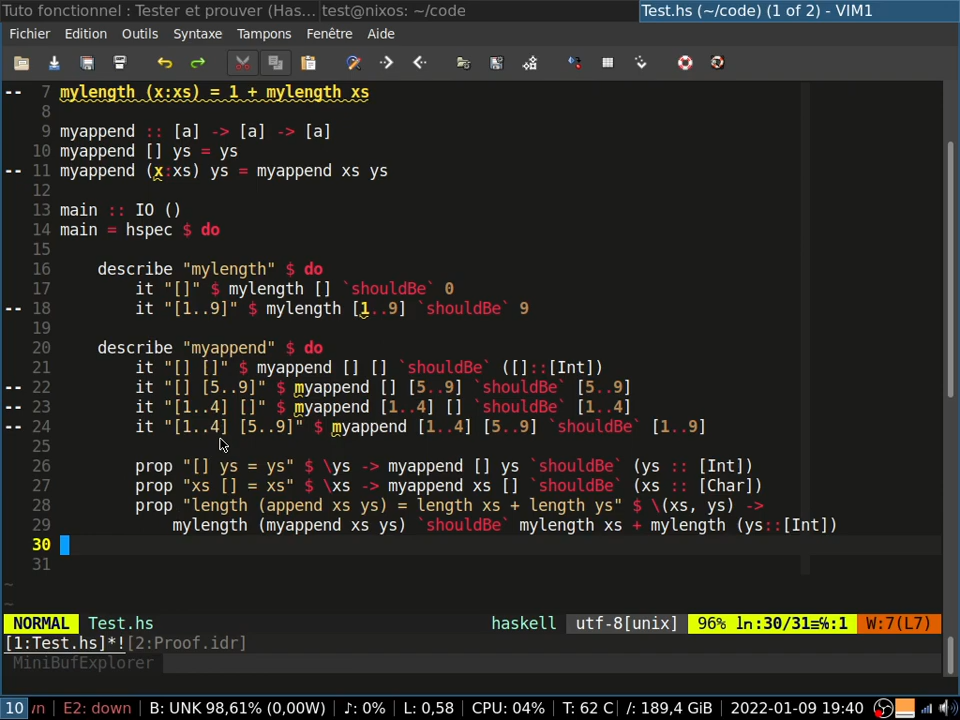 Tuto fonctionnel : Tester et prouver (Has... test@nixos: ~/code Test.hs (~/code) (1 of 2) - VIM1
Fichier Edition Outils Syntaxe Tampons Fenêtre Aide
-- 7 mylength (x:xs) = 1 + mylength xs
8
9 myappend :: [a] -> [a] -> [a]
10 myappend [] ys = ys
-- 11 myappend (x:xs) ys = myappend xs ys
12
13 main :: IO ()
14 main = hspec $ do
15
16 describe "mylength" $ do
17 it "[]" $ mylength [] `shouldBe` 0
-- 18 it "[1..9]" $ mylength [1..9] `shouldBe` 9
19
20 describe "myappend" $ do
21 it "[] []" $ myappend [] [] `shouldBe` ([]::[Int])
-- 22 it "[] [5..9]" $ myappend [] [5..9] `shouldBe` [5..9]
-- 23 it "[1..4] []" $ myappend [1..4] [] `shouldBe` [1..4]
-- 24 it "[1..4] [5..9]" $ myappend [1..4] [5..9] `shouldBe` [1..9]
25
26 prop "[] ys = ys" $ \ys -> myappend [] ys `shouldBe` (ys :: [Int])
27 prop "xs [] = xs" $ \xs -> myappend xs [] `shouldBe` (xs :: [Char])
28 prop "length (append xs ys) = length xs + length ys" $ \(xs, ys) ->
29 mylength (myappend xs ys) `shouldBe` mylength xs + mylength (ys::[Int])
30
31
~
~
NORMAL Test.hs haskell utf-8[unix] 96% ln:30/31≡℅:1 W:7(L7)
[1:Test.hs]*![2:Proof.idr]
MiniBufExplorer
10 wn E2: down B: UNK 98,61% (0,00W) ♪: 0% L: 0,58 CPU: 04% T: 62 C /: 189,4 GiB 2022-01-09 19:40